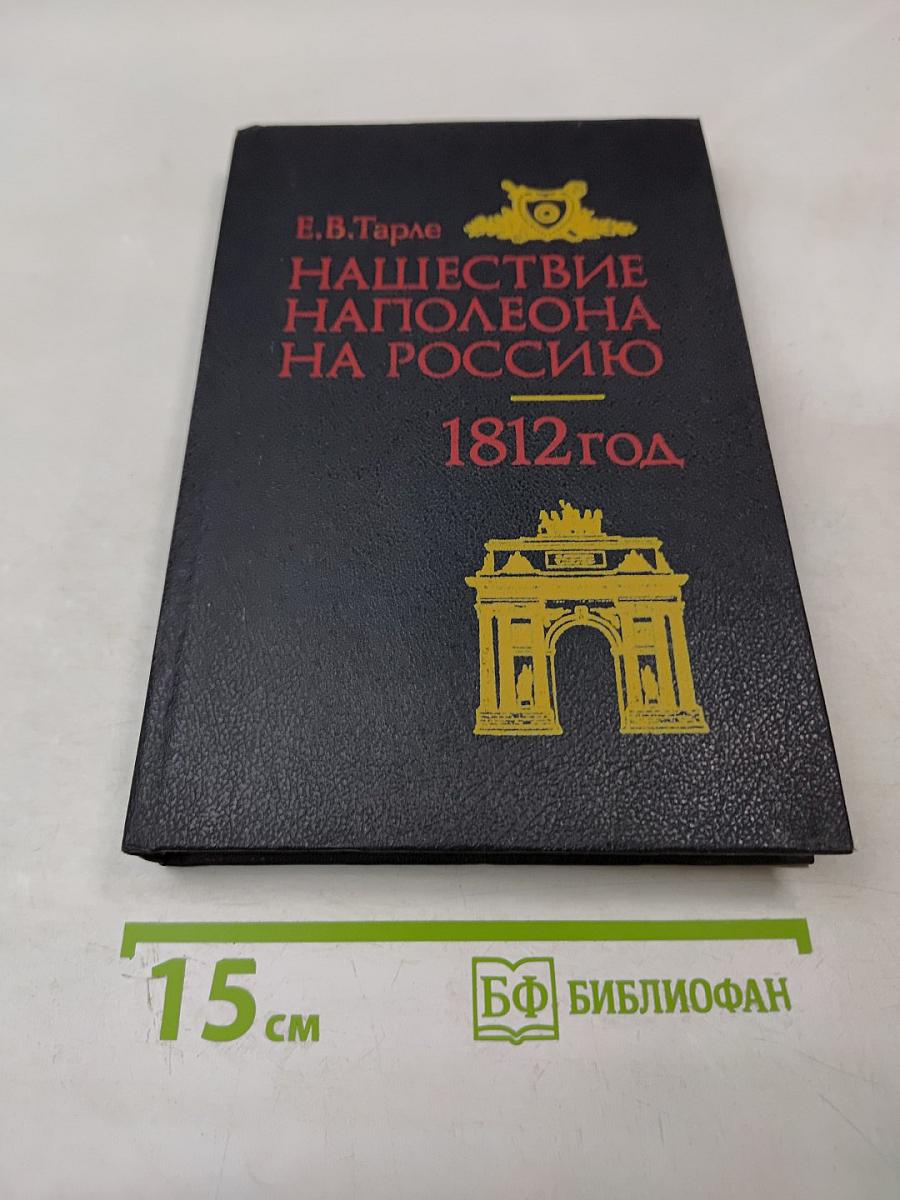 Е.В.Тарле
НАШЕСТВИЕ
НАПОЛЕОНА
НА РОССИЮ
1812 год
15 см
БФ БИБЛИОФАН